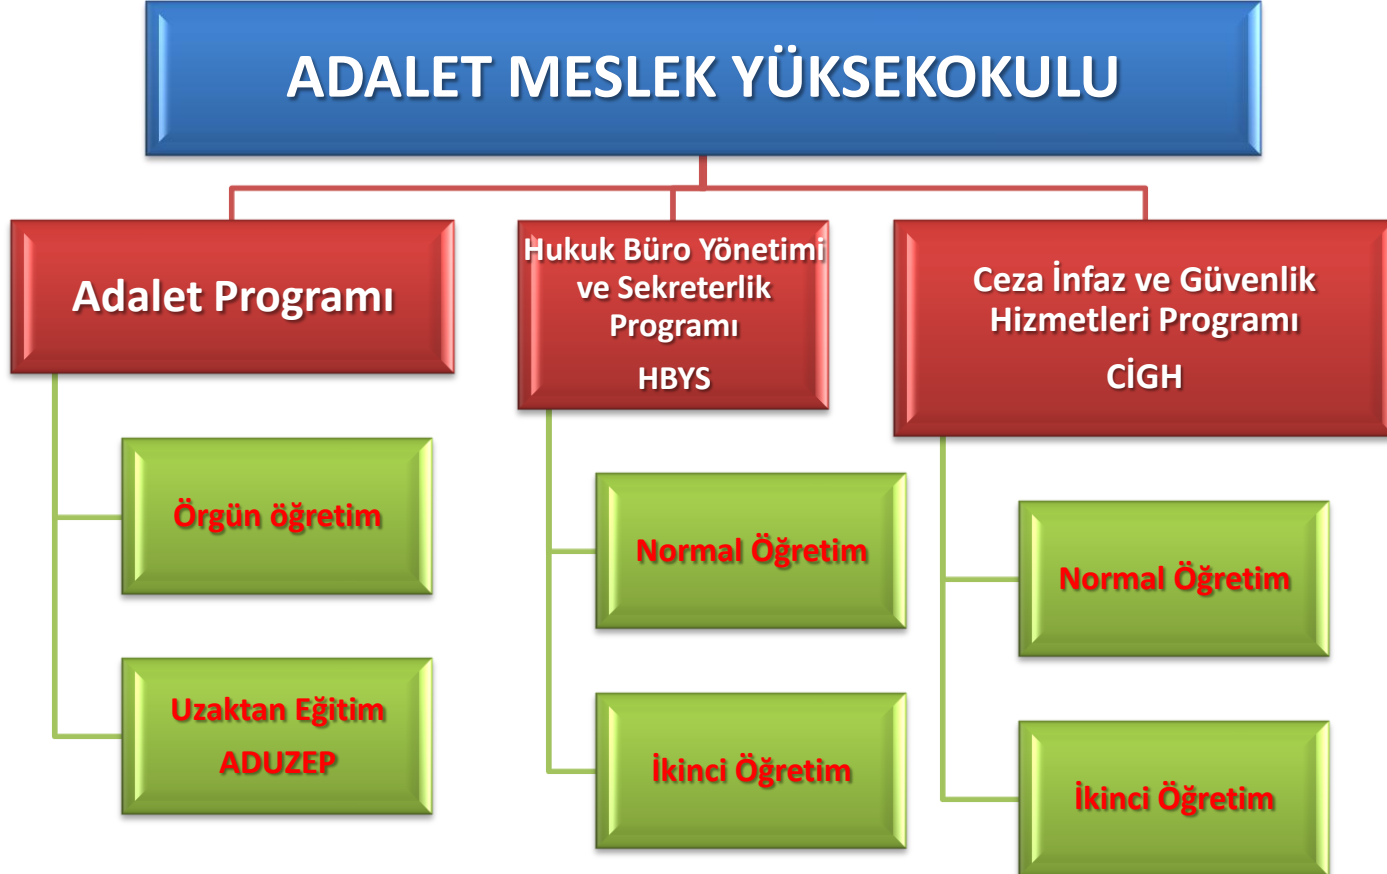 ADALET MESLEK YÜKSEKOKULU
Adalet Programı
Örgün öğretim
Uzaktan Eğitim
ADUZEP
Hukuk Büro Yönetimi
ve Sekreterlik
Programı
HBYS
Normal Öğretim
İkinci Öğretim
Ceza İnfaz ve Güvenlik
Hizmetleri Programı
CİGH
Normal Öğretim
İkinci Öğretim